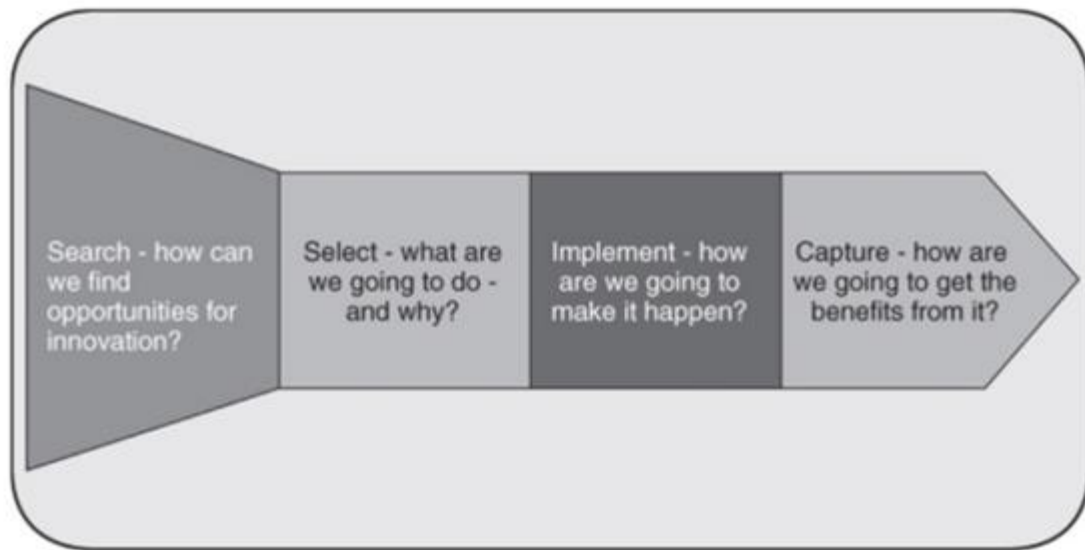 Search - how can
we find
opportunities for
innovation?
Select - what are
we going to do -
and why?
Implement - how
are we going to
make it happen?
Capture - how are
we going to get the
benefits from it?